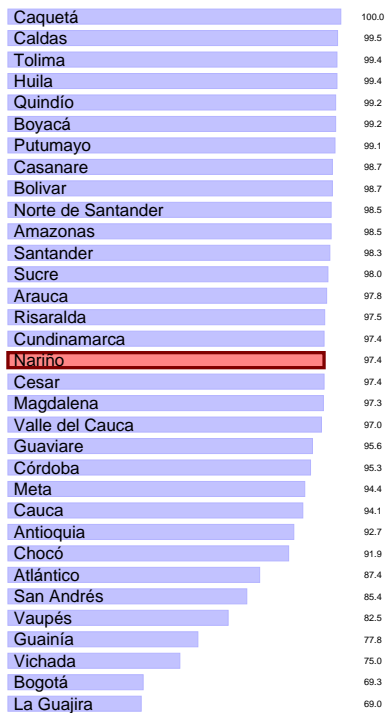 Caquetá 100.0
Caldas 99.5
Tolima 99.4
Huila 99.4
Quindío 99.2
Boyacá 99.2
Putumayo 99.1
Casanare 98.7
Bolivar 98.7
Norte de Santander 98.5
Amazonas 98.5
Santander 98.3
Sucre 98.0
Arauca 97.8
Risaralda 97.5
Cundinamarca 97.4
Nariño 97.4
Cesar 97.4
Magdalena 97.3
Valle del Cauca 97.0
Guaviare 95.6
Córdoba 95.3
Meta 94.4
Cauca 94.1
Antioquia 92.7
Chocó 91.9
Atlántico 87.4
San Andrés 85.4
Vaupés 82.5
Guainía 77.8
Vichada 75.0
Bogotá 69.3
La Guajira 69.0